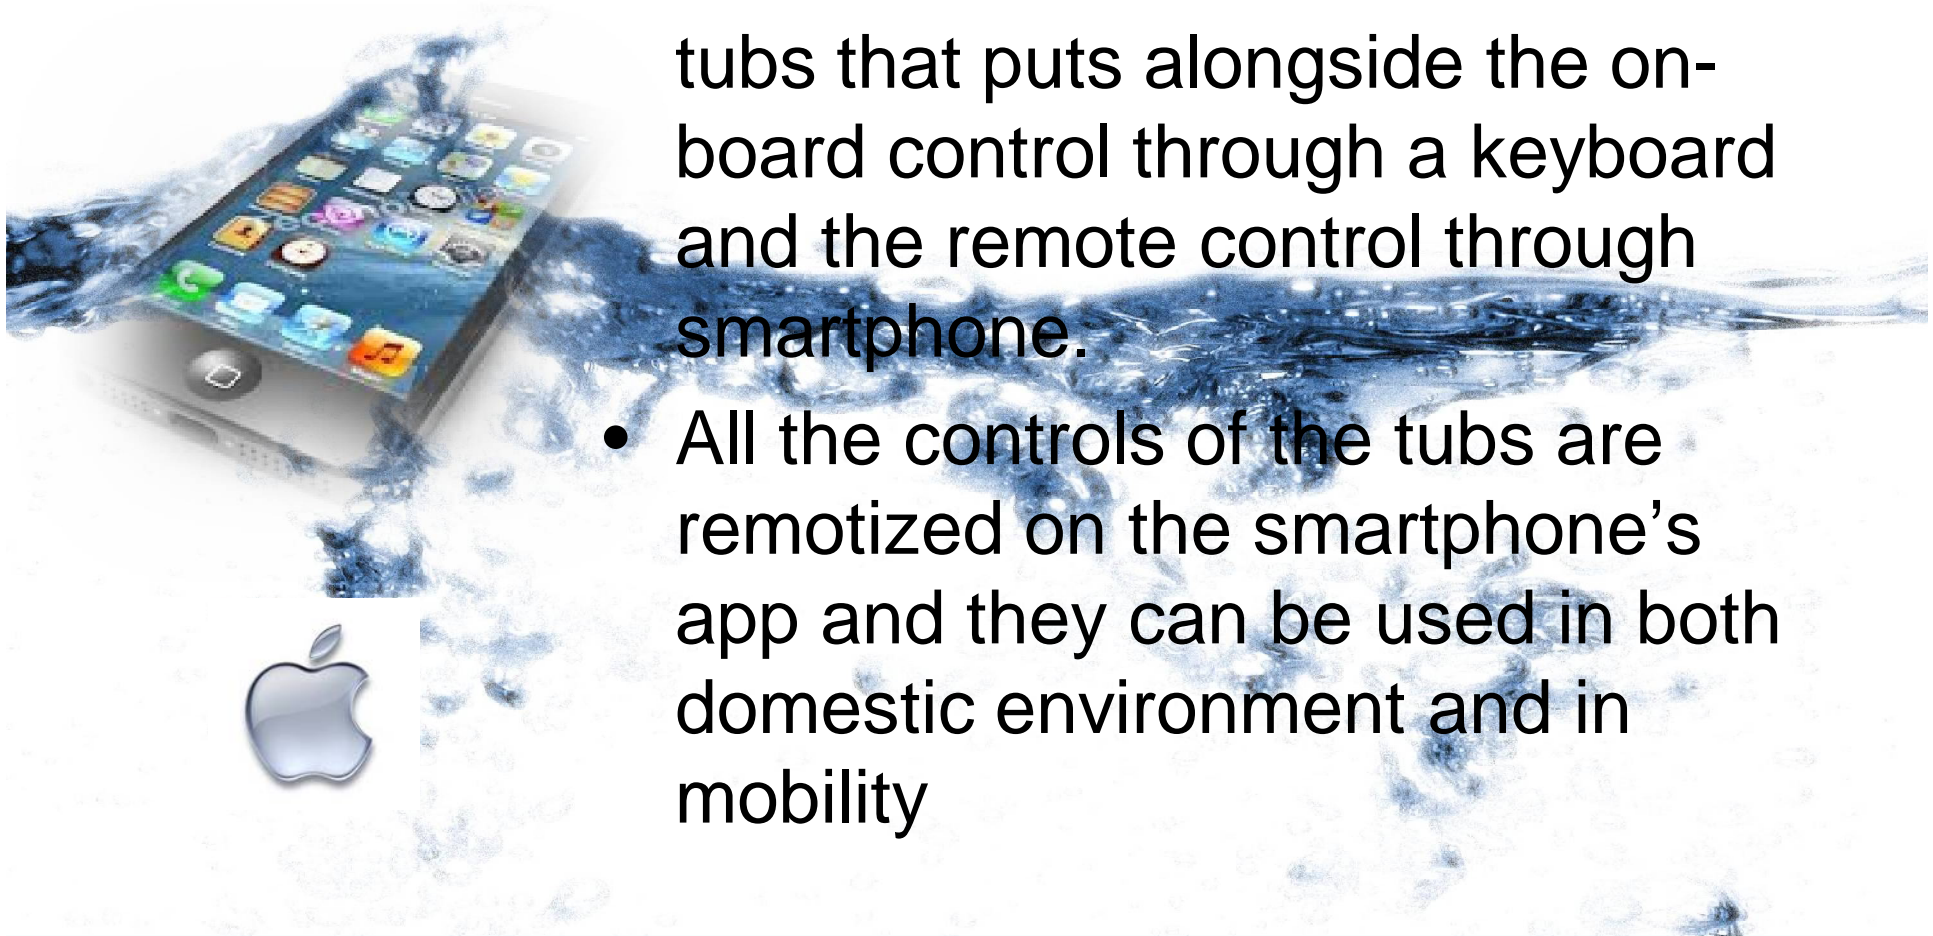 tubs that puts alongside the on-
board control through a keyboard
and the remote control through
smartphone.
• All the controls of the tubs are
remotized on the smartphone’s
app and they can be used in both
domestic environment and in
mobility